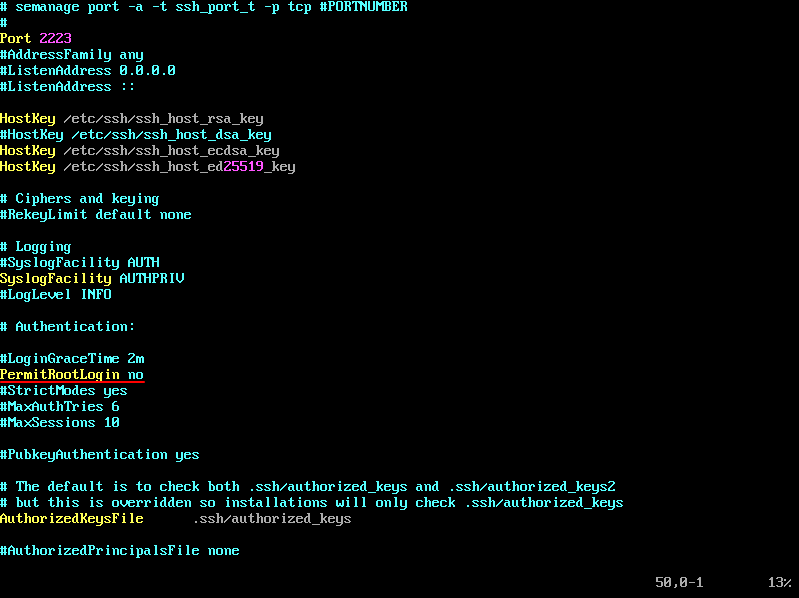 # semanage port -a -t ssh_port_t -p tcp #PORTNUMBER
#
Port 2223
#AddressFamily any
#ListenAddress 0.0.0.0
#ListenAddress ::
HostKey /etc/ssh/ssh_host_rsa_key
#HostKey /etc/ssh/ssh_host_dsa_key
HostKey /etc/ssh/ssh_host_ecdsa_key
HostKey /etc/ssh/ssh_host_ed25519_key
# Ciphers and keying
#RekeyLimit default none
# Logging
#SyslogFacility AUTH
SyslogFacility AUTHPRIV
#LogLevel INFO
# Authentication:
#LoginGraceTime 2m
PermitRootLogin no
#StrictModes yes
#MaxAuthTries 6
#MaxSessions 10
#PubkeyAuthentication yes
# The default is to check both .ssh/authorized_keys and .ssh/authorized_keys2
# but this is overridden so installations will only check .ssh/authorized_keys
AuthorizedKeysFile      .ssh/authorized_keys
#AuthorizedPrincipalsFile none
50,0-1        13%